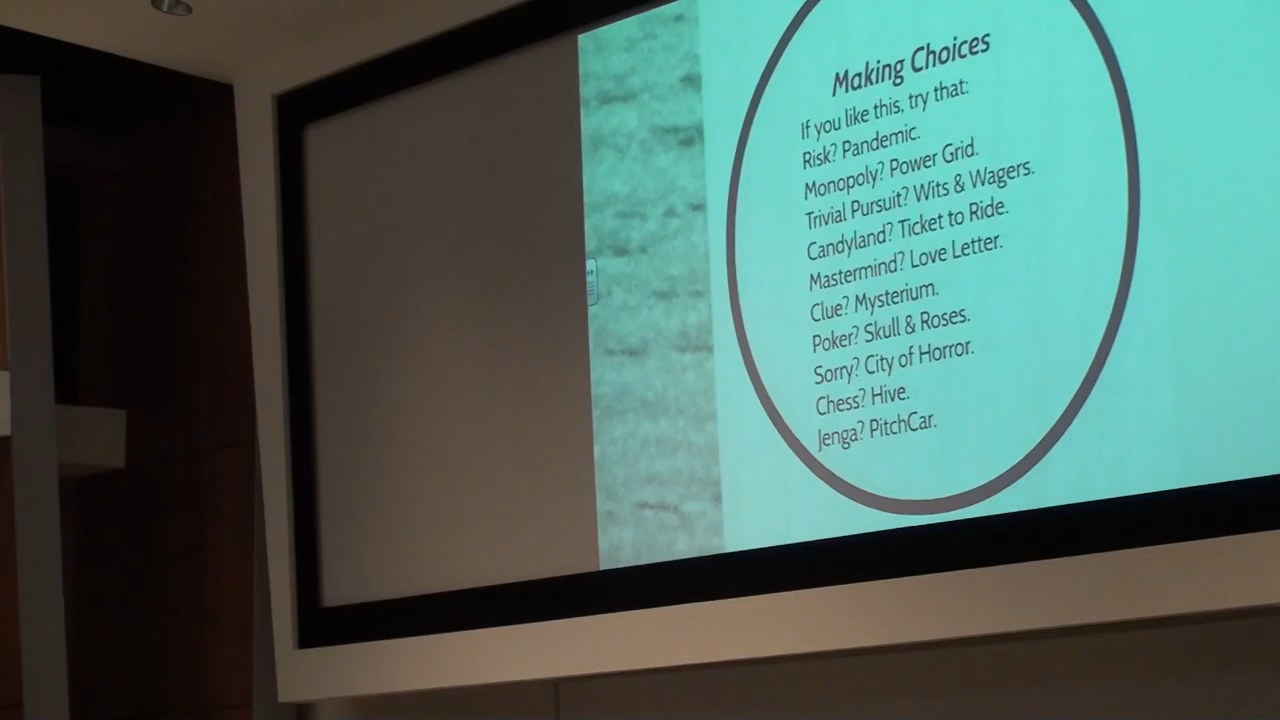 Making Choices
If you like this, try that:
Risk? Pandemic.
Monopoly? Power Grid.
Trivial Pursuit? Wits & Wagers.
Candyland? Ticket to Ride.
Mastermind? Love Letter.
Clue? Mysterium.
Poker? Skull & Roses.
Sorry? City of Horror.
Chess? Hive.
Jenga? PitchCar.